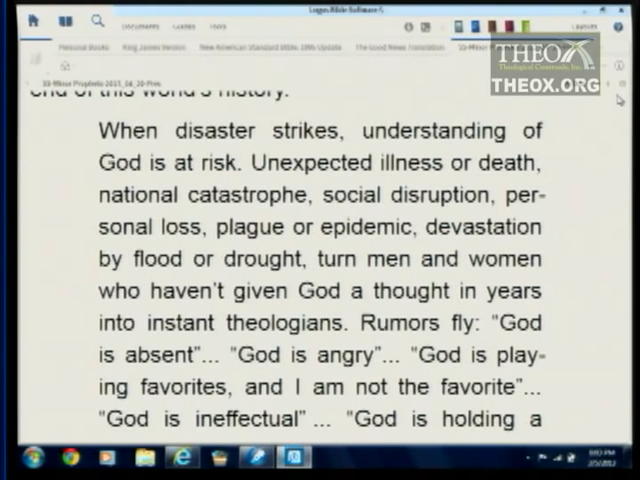 Logos Bible Software 5
DOCUMENTS GUIDES TOOLS
LAYOUTS
Personal Books King James Version New American Standard Bible, 1995 Update The Good News Translation
THEOX
THEOX.ORG
end of this world's history.
When disaster strikes, understanding of
God is at risk. Unexpected illness or death,
national catastrophe, social disruption, per-
sonal loss, plague or epidemic, devastation
by flood or drought, turn men and women
who haven't given God a thought in years
into instant theologians. Rumors fly: "God
is absent"... "God is angry"... "God is play-
ing favorites, and I am not the favorite"...
"God is ineffectual" ... "God is holding a